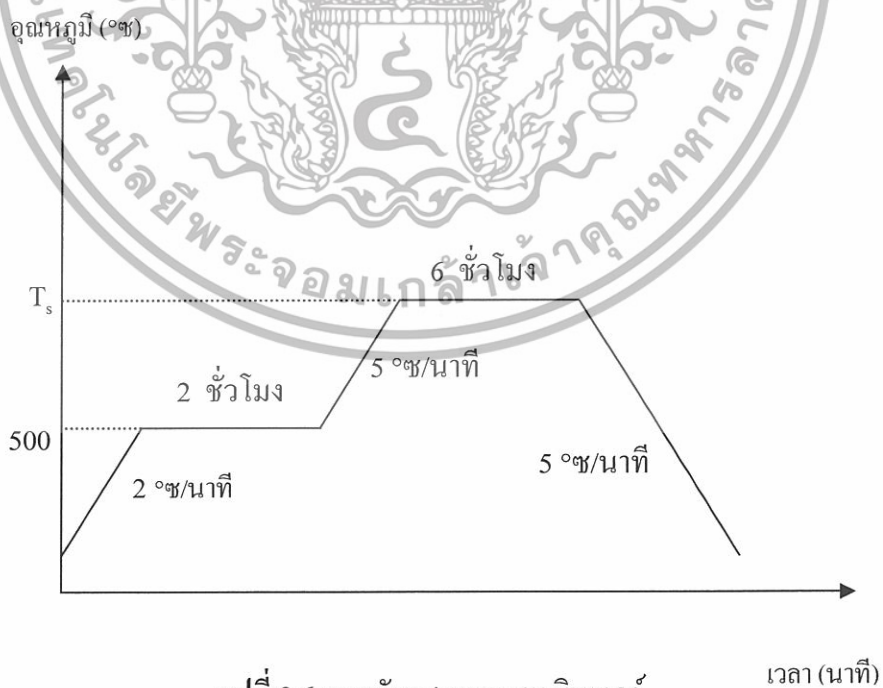 อุณหภูมิ (°ซ)
6 ชั่วโมง
T_s
5 °ซ/นาที
2 ชั่วโมง
500
5 °ซ/นาที
2 °ซ/นาที
เวลา (นาที)